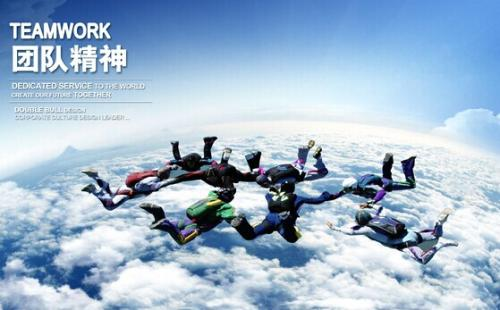 TEAMWORK
团队精神
DEDICATED SERVICE TO THE WORLD
CREATE OUR FUTURE TOGETHER
DOUBLE BULL DESIGN
CORPORATE CULTURE DESIGN LEADER ...